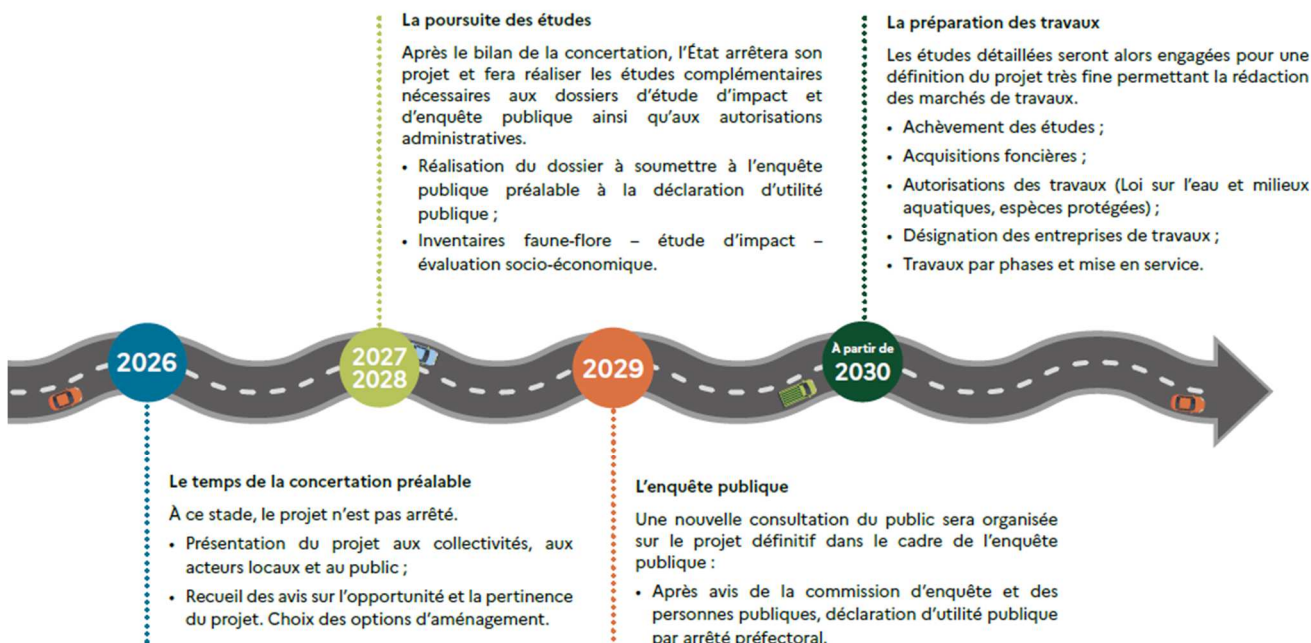 La poursuite des études
Après le bilan de la concertation, l'État arrêtera son
projet et fera réaliser les études complémentaires
nécessaires aux dossiers d'étude d'impact et
d'enquête publique ainsi qu'aux autorisations
administratives.
• Réalisation du dossier à soumettre à l'enquête
publique préalable à la déclaration d'utilité
publique ;
• Inventaires faune-flore – étude d'impact –
évaluation socio-économique.
La préparation des travaux
Les études détaillées seront alors engagées pour une
définition du projet très fine permettant la rédaction
des marchés de travaux.
• Achèvement des études ;
• Acquisitions foncières ;
• Autorisations des travaux (Loi sur l'eau et milieux
aquatiques, espèces protégées) ;
• Désignation des entreprises de travaux ;
• Travaux par phases et mise en service.
2026
2027
2028
2029
À partir de
2030
Le temps de la concertation préalable
À ce stade, le projet n'est pas arrêté.
• Présentation du projet aux collectivités, aux
acteurs locaux et au public ;
• Recueil des avis sur l'opportunité et la pertinence
du projet. Choix des options d'aménagement.
L'enquête publique
Une nouvelle consultation du public sera organisée
sur le projet définitif dans le cadre de l'enquête
publique :
• Après avis de la commission d'enquête et des
personnes publiques, déclaration d'utilité publique
par arrêté préfectoral.